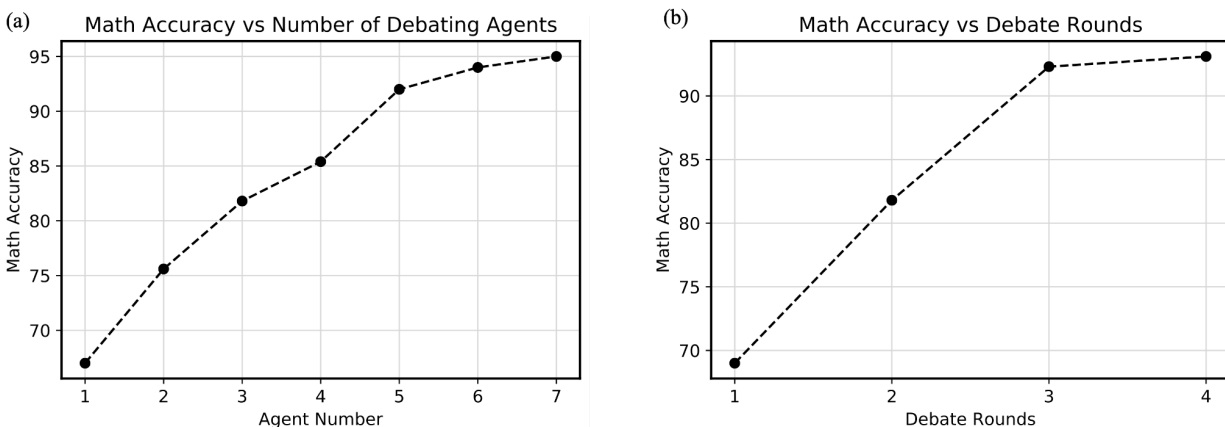 (a)
Math Accuracy vs Number of Debating Agents
Math Accuracy
95
90
85
80
75
70
1 2 3 4 5 6 7
Agent Number
(b)
Math Accuracy vs Debate Rounds
Math Accuracy
90
85
80
75
70
1 2 3 4
Debate Rounds